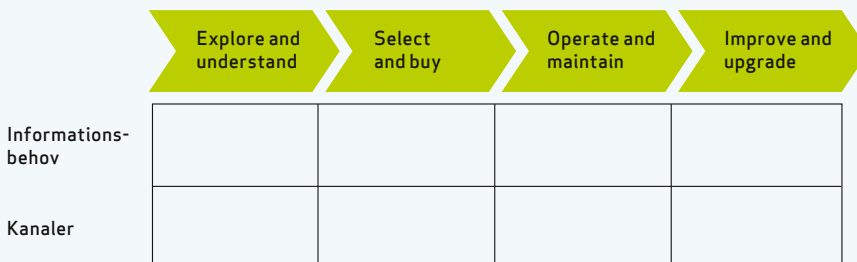 Explore and
understand
Select
and buy
Operate and
maintain
Improve and
upgrade
Informations-
behov
Kanaler